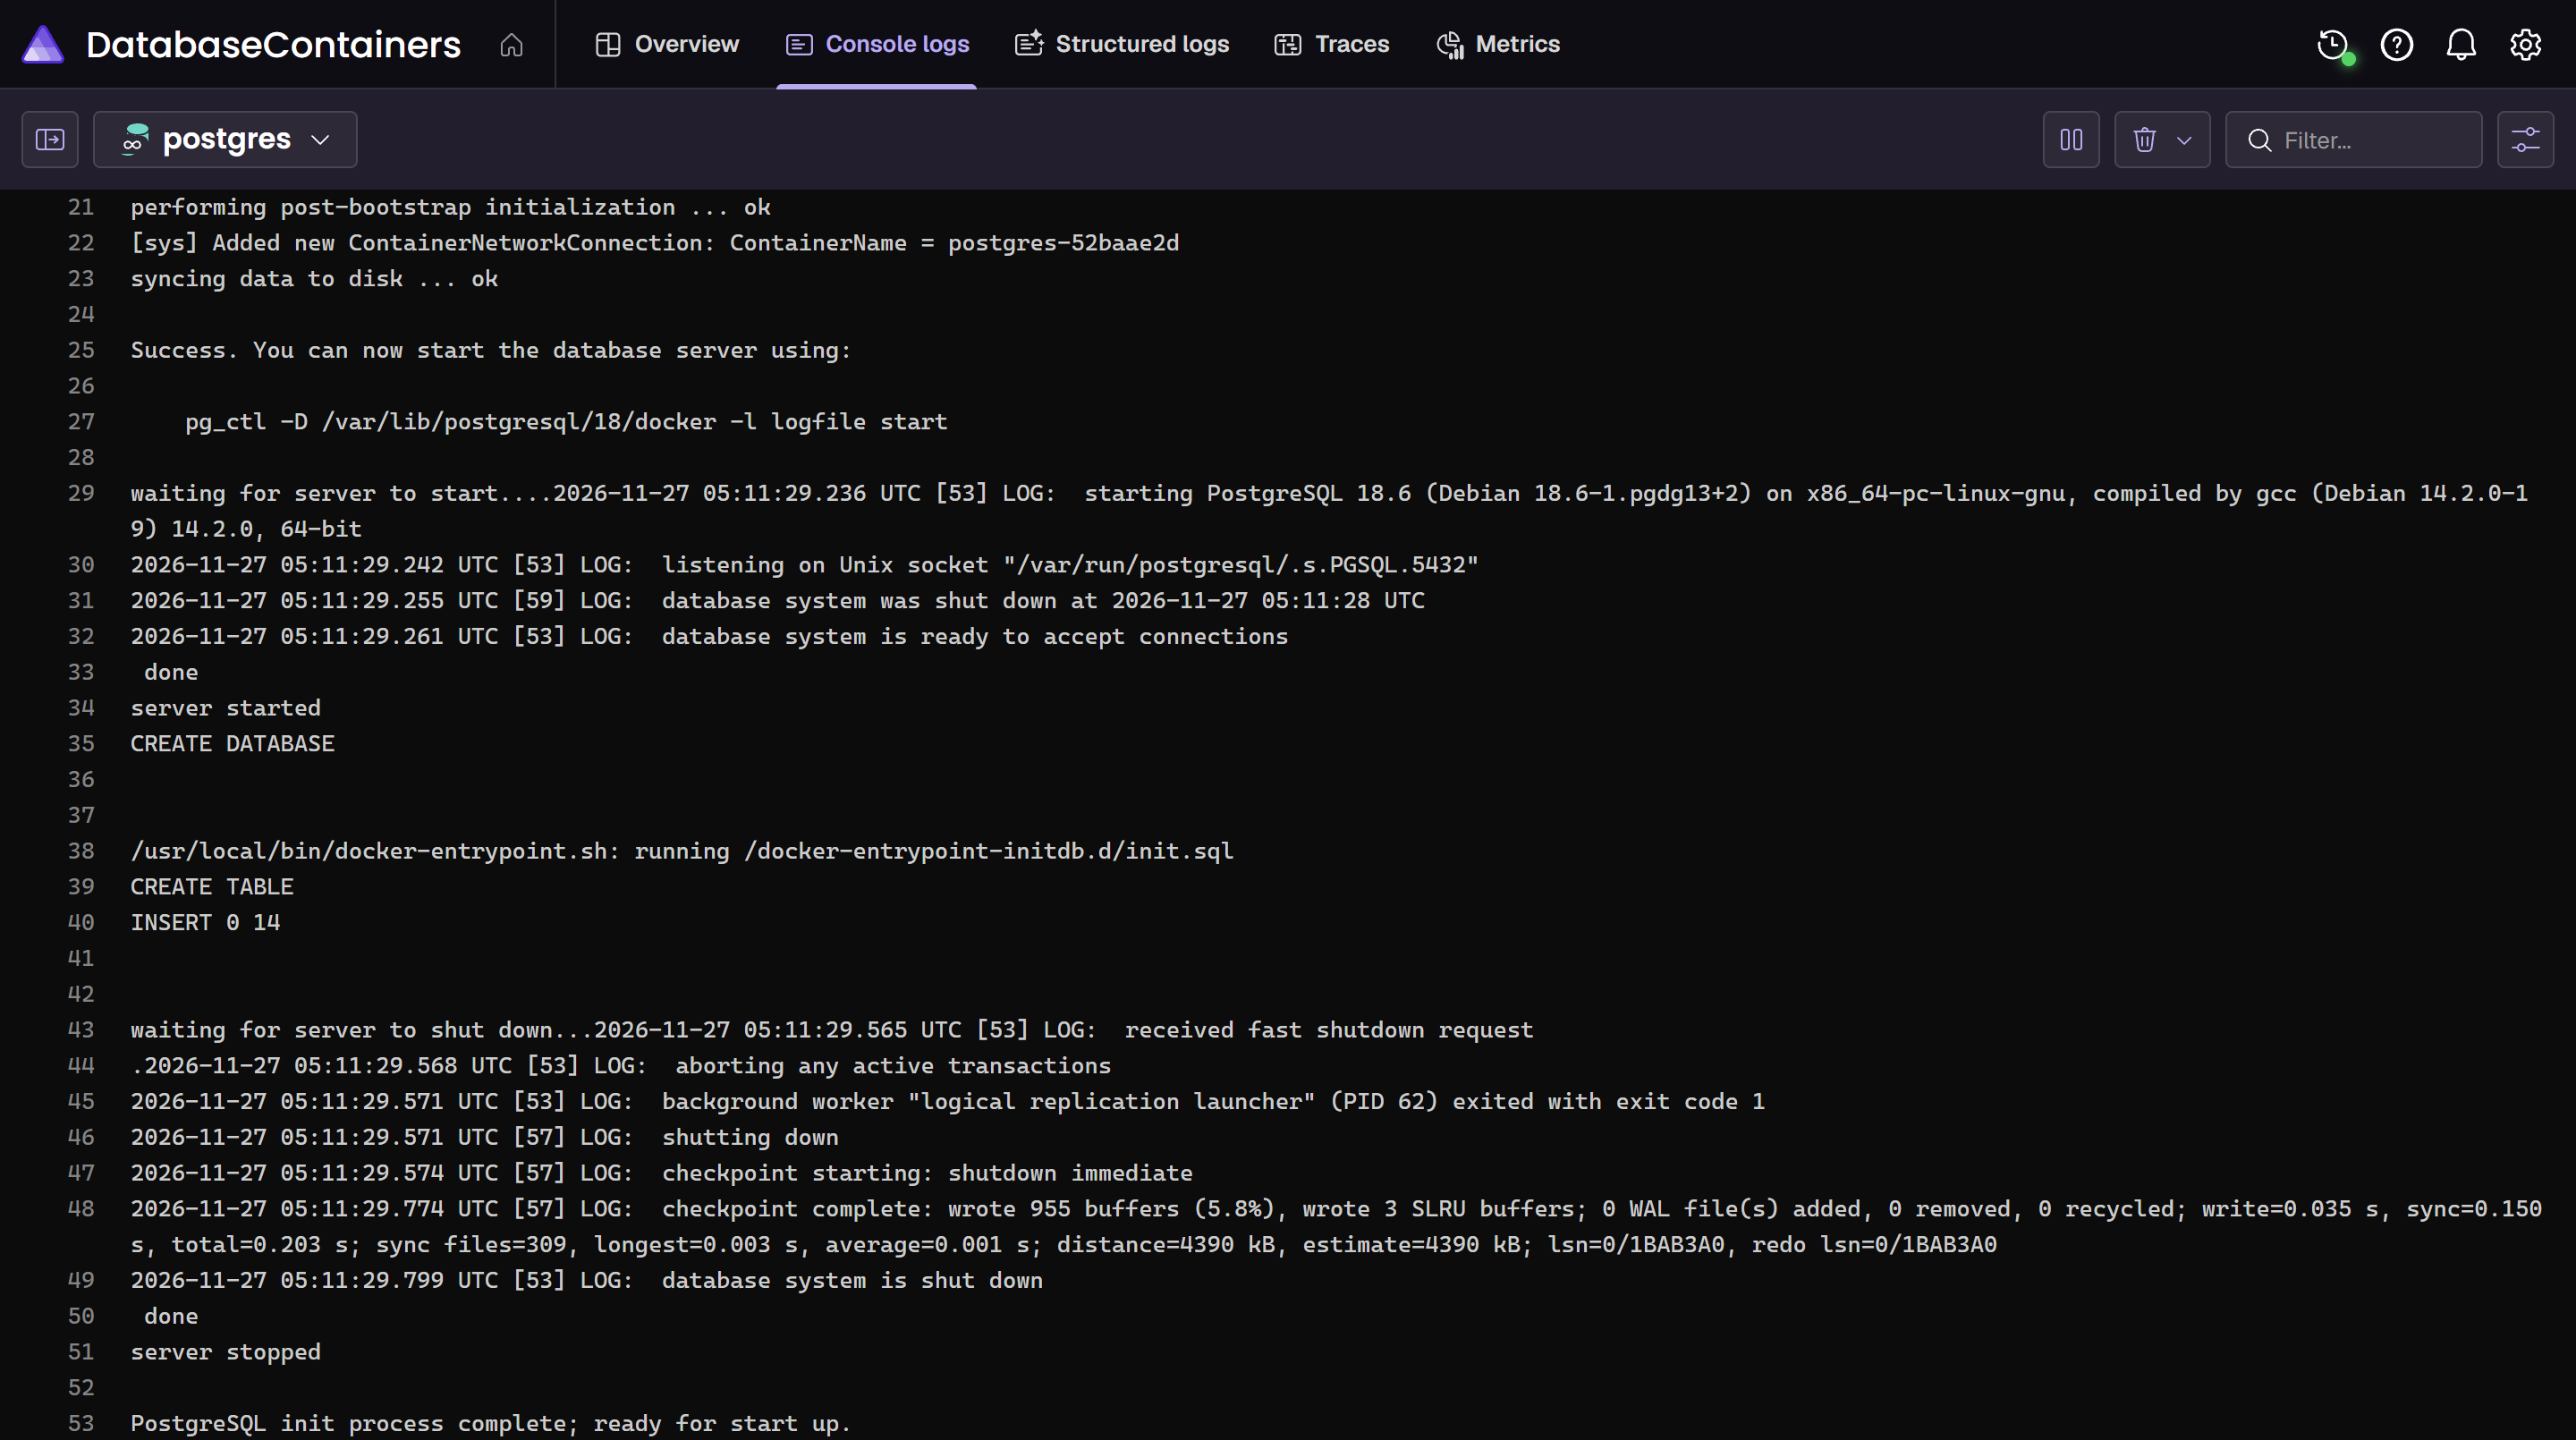 DatabaseContainers
Overview
Console logs
Structured logs
Traces
Metrics
postgres
Filter...
21 performing post-bootstrap initialization ... ok
22 [sys] Added new ContainerNetworkConnection: ContainerName = postgres-52baae2d
23 syncing data to disk ... ok
24
25 Success. You can now start the database server using:
26
27     pg_ctl -D /var/lib/postgresql/18/docker -l logfile start
28
29 waiting for server to start....2026-11-27 05:11:29.236 UTC [53] LOG:  starting PostgreSQL 18.6 (Debian 18.6-1.pgdg13+2) on x86_64-pc-linux-gnu, compiled by gcc (Debian 14.2.0-1
9) 14.2.0, 64-bit
30 2026-11-27 05:11:29.242 UTC [53] LOG:  listening on Unix socket "/var/run/postgresql/.s.PGSQL.5432"
31 2026-11-27 05:11:29.255 UTC [59] LOG:  database system was shut down at 2026-11-27 05:11:28 UTC
32 2026-11-27 05:11:29.261 UTC [53] LOG:  database system is ready to accept connections
33  done
34 server started
35 CREATE DATABASE
36
37
38 /usr/local/bin/docker-entrypoint.sh: running /docker-entrypoint-initdb.d/init.sql
39 CREATE TABLE
40 INSERT 0 14
41
42
43 waiting for server to shut down...2026-11-27 05:11:29.565 UTC [53] LOG:  received fast shutdown request
44 .2026-11-27 05:11:29.568 UTC [53] LOG:  aborting any active transactions
45 2026-11-27 05:11:29.571 UTC [53] LOG:  background worker "logical replication launcher" (PID 62) exited with exit code 1
46 2026-11-27 05:11:29.571 UTC [57] LOG:  shutting down
47 2026-11-27 05:11:29.574 UTC [57] LOG:  checkpoint starting: shutdown immediate
48 2026-11-27 05:11:29.774 UTC [57] LOG:  checkpoint complete: wrote 955 buffers (5.8%), wrote 3 SLRU buffers; 0 WAL file(s) added, 0 removed, 0 recycled; write=0.035 s, sync=0.150
s, total=0.203 s; sync files=309, longest=0.003 s, average=0.001 s; distance=4390 kB, estimate=4390 kB; lsn=0/1BAB3A0, redo lsn=0/1BAB3A0
49 2026-11-27 05:11:29.799 UTC [53] LOG:  database system is shut down
50  done
51 server stopped
52
53 PostgreSQL init process complete; ready for start up.